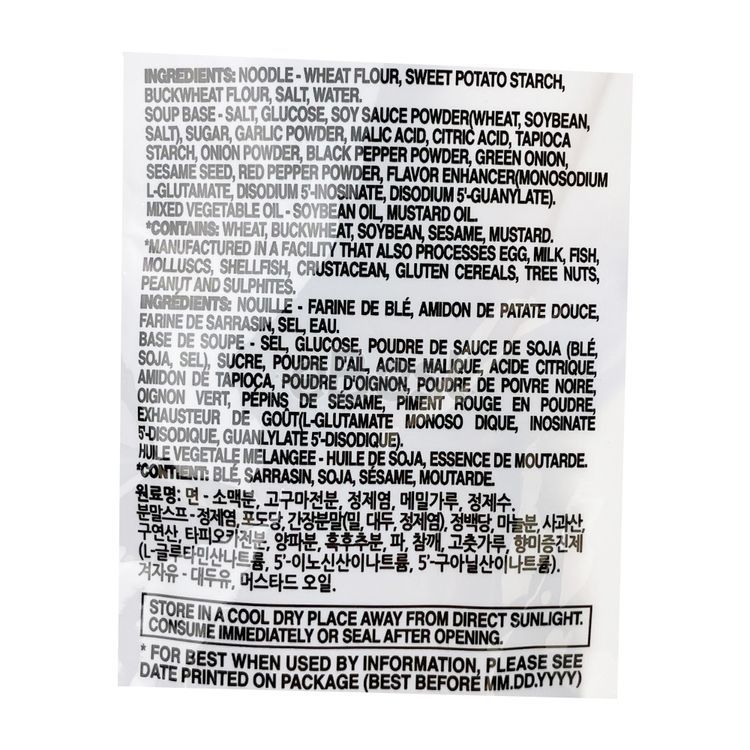 INGREDIENTS: NOODLE - WHEAT FLOUR, SWEET POTATO STARCH,
BUCKWHEAT FLOUR, SALT, WATER.
SOUP BASE - SALT, GLUCOSE, SOY SAUCE POWDER(WHEAT, SOYBEAN,
SALT), SUGAR, GARLIC POWDER, MALIC ACID, CITRIC ACID, TAPIOCA
STARCH, ONION POWDER, BLACK PEPPER POWDER, GREEN ONION,
SESAME SEED, RED PEPPER POWDER, FLAVOR ENHANCER(MONOSODIUM
L-GLUTAMATE, DISODIUM 5'-INOSINATE, DISODIUM 5'-GUANYLATE).
MIXED VEGETABLE OIL - SOYBEAN OIL, MUSTARD OIL.
*CONTAINS: WHEAT, BUCKWHEAT, SOYBEAN, SESAME, MUSTARD.
*MANUFACTURED IN A FACILITY THAT ALSO PROCESSES EGG, MILK, FISH,
MOLLUSCS, SHELLFISH, CRUSTACEAN, GLUTEN CEREALS, TREE NUTS,
PEANUT AND SULPHITES.
INGRÉDIENTS: NOUILLE - FARINE DE BLÉ, AMIDON DE PATATE DOUCE,
FARINE DE SARRASIN, SEL, EAU.
BASE DE SOUPE - SEL, GLUCOSE, POUDRE DE SAUCE DE SOJA (BLÉ,
SOJA, SEL), SUCRE, POUDRE D'AIL, ACIDE MALIQUE, ACIDE CITRIQUE,
AMIDON DE TAPIOCA, POUDRE D'OIGNON, POUDRE DE POIVRE NOIRE,
OIGNON VERT, PÉPINS DE SÉSAME, PIMENT ROUGE EN POUDRE,
EXHAUSTEUR DE GOÛT(L-GLUTAMATE MONOSO DIQUE, INOSINATE
5'-DISODIQUE, GUANLYLATE 5'-DISODIQUE).
HUILE VEGETALE MELANGEE - HUILE DE SOJA, ESSENCE DE MOUTARDE.
*CONTIENT: BLÉ, SARRASIN, SOJA, SÉSAME, MOUTARDE.
원료명: 면 - 소맥분, 고구마전분, 정제염, 메밀가루, 정제수.
분말스프 - 정제염, 포도당, 간장분말(밀, 대두, 정제염), 정백당, 마늘분, 사과산,
구연산, 타피오카전분, 양파분, 흑후추분, 파, 참깨, 고춧가루, 향미증진제
(L-글루타민산나트륨, 5'-이노신산이나트륨, 5'-구아닐산이나트륨).
겨자유 - 대두유, 머스타드 오일.
STORE IN A COOL DRY PLACE AWAY FROM DIRECT SUNLIGHT.
CONSUME IMMEDIATELY OR SEAL AFTER OPENING.
* FOR BEST WHEN USED BY INFORMATION, PLEASE SEE
DATE PRINTED ON PACKAGE (BEST BEFORE MM.DD.YYYY)